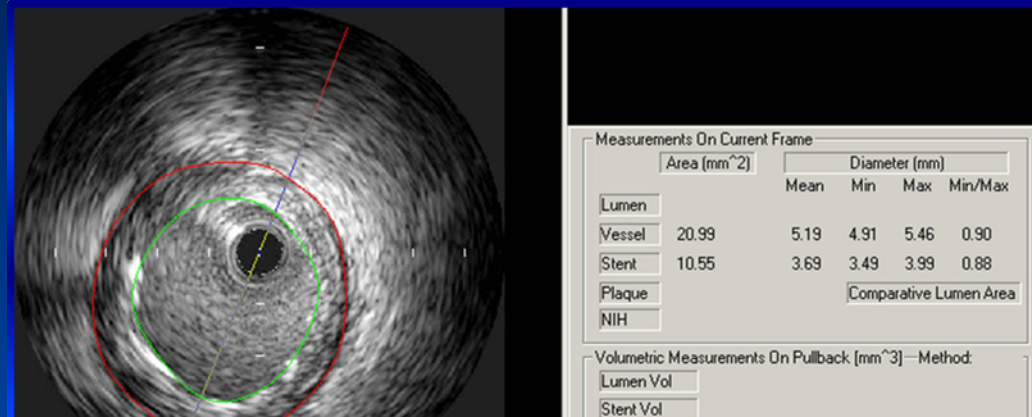 Measurements On Current Frame
Area (mm^2) Diameter (mm)
Mean Min Max Min/Max
Lumen
Vessel 20.99 5.19 4.91 5.46 0.90
Stent 10.55 3.69 3.49 3.99 0.88
Plaque Comparative Lumen Area
NIH
Volumetric Measurements On Pullback [mm^3] Method:
Lumen Vol
Stent Vol